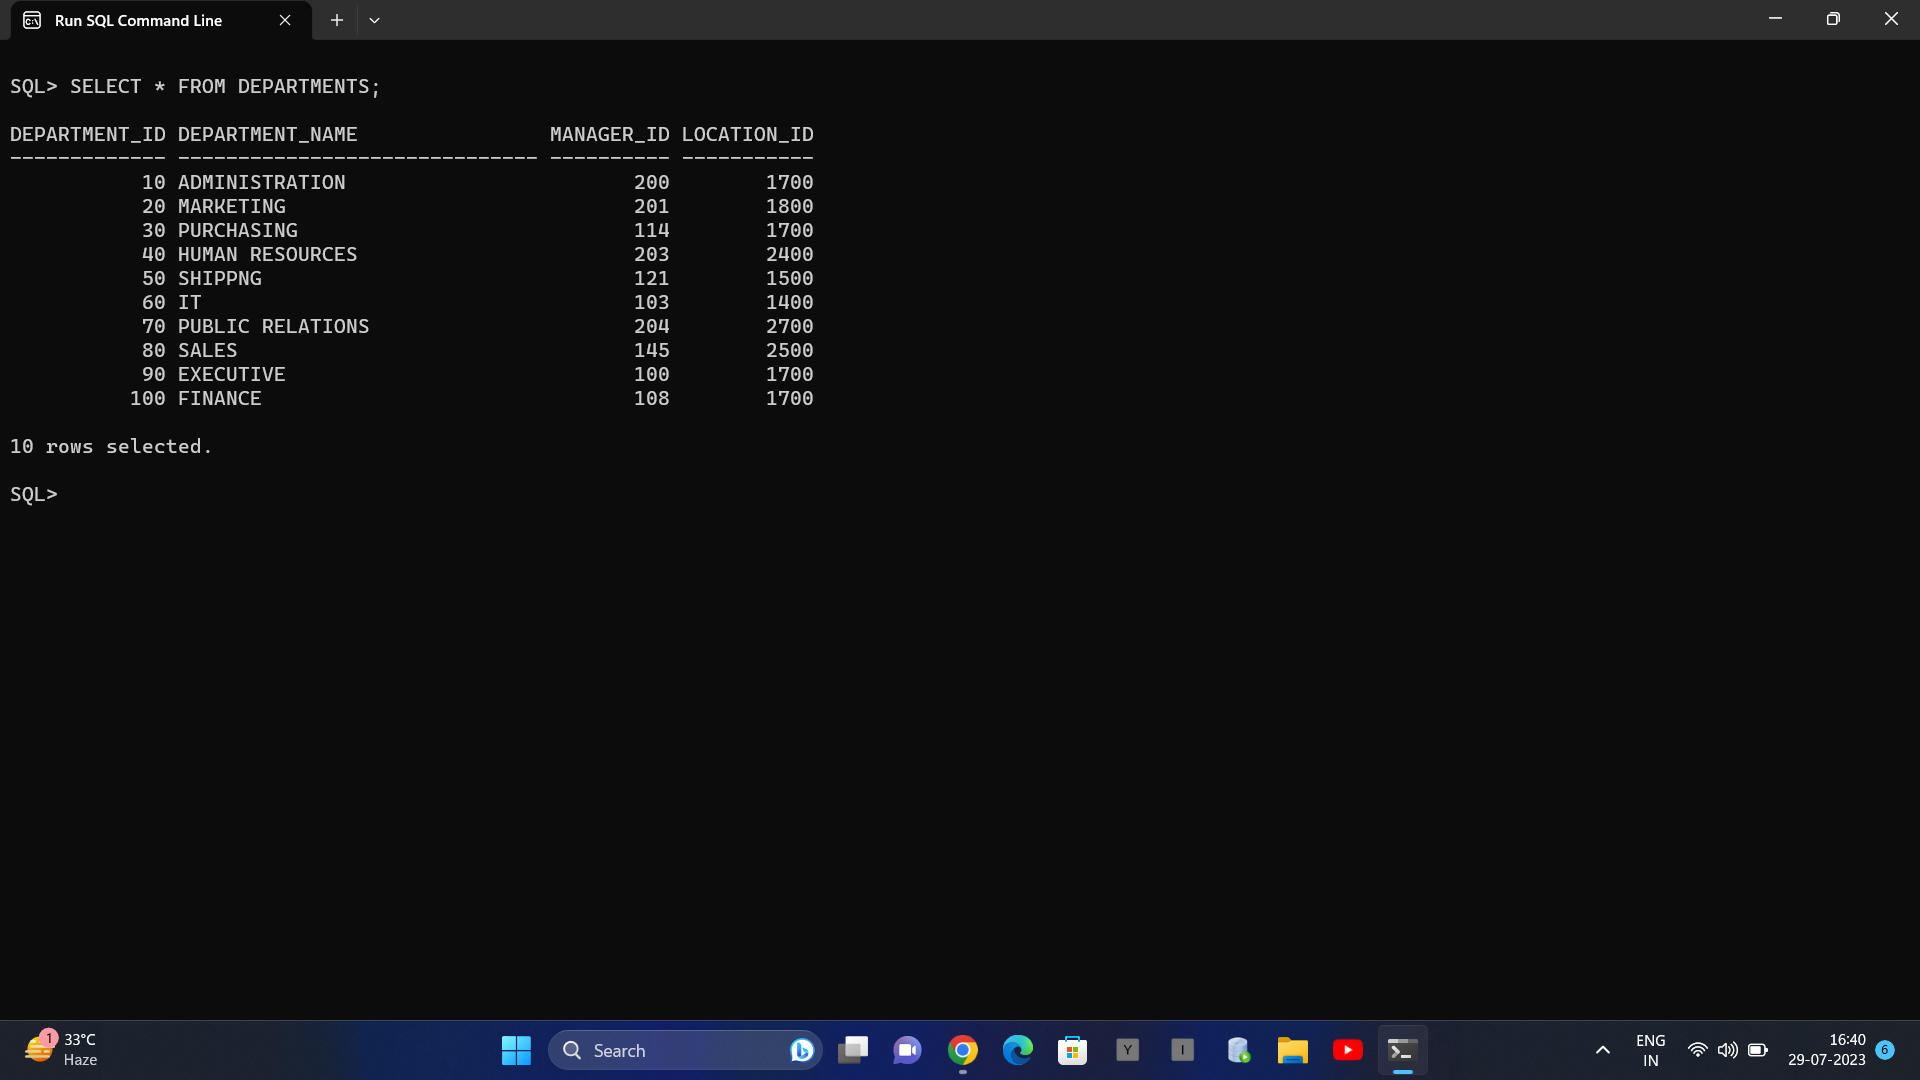 Run SQL Command Line
SQL> SELECT * FROM DEPARTMENTS;
DEPARTMENT_ID DEPARTMENT_NAME                MANAGER_ID LOCATION_ID
------------- ------------------------------ ---------- -----------
           10 ADMINISTRATION                        200        1700
           20 MARKETING                             201        1800
           30 PURCHASING                            114        1700
           40 HUMAN RESOURCES                       203        2400
           50 SHIPPNG                               121        1500
           60 IT                                    103        1400
           70 PUBLIC RELATIONS                      204        2700
           80 SALES                                 145        2500
           90 EXECUTIVE                             100        1700
          100 FINANCE                               108        1700
10 rows selected.
SQL>
1
33°C
Haze
Search
Y
I
ENG
IN
16:40
29-07-2023
6